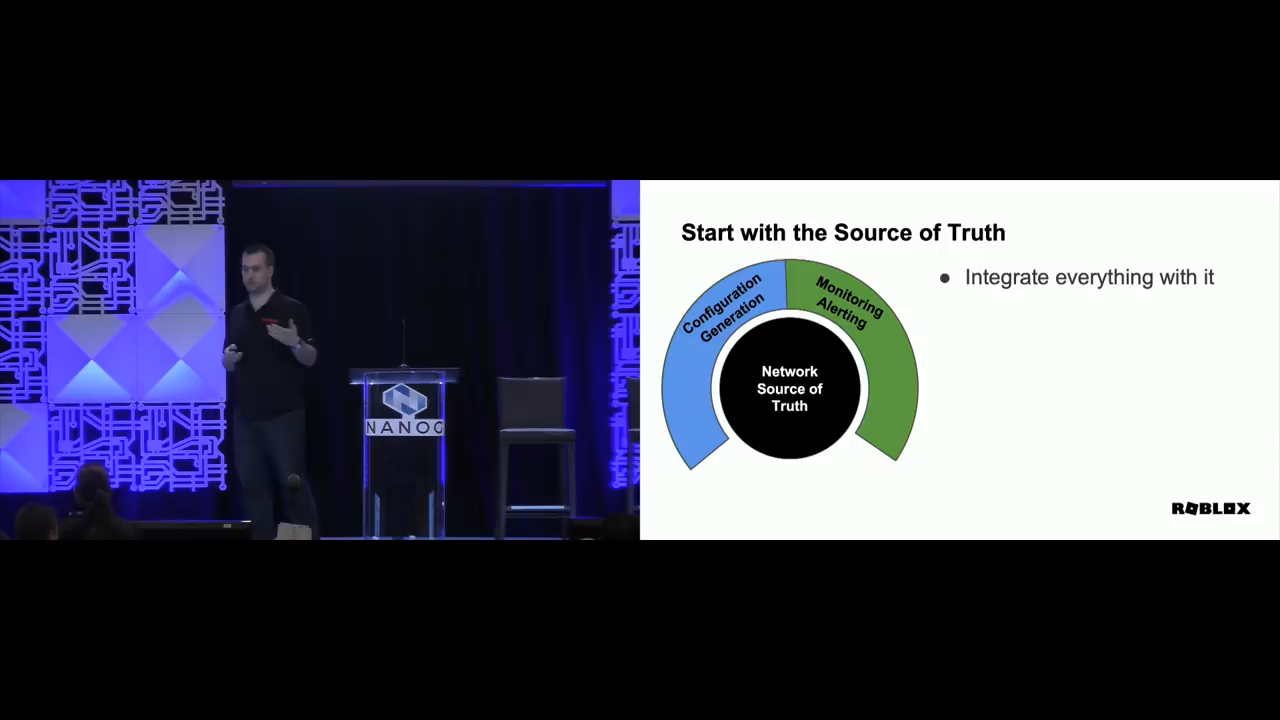 NANOG
Start with the Source of Truth
● Integrate everything with it
Configuration
Generation
Monitoring
Alerting
Network
Source of
Truth
ROBLOX